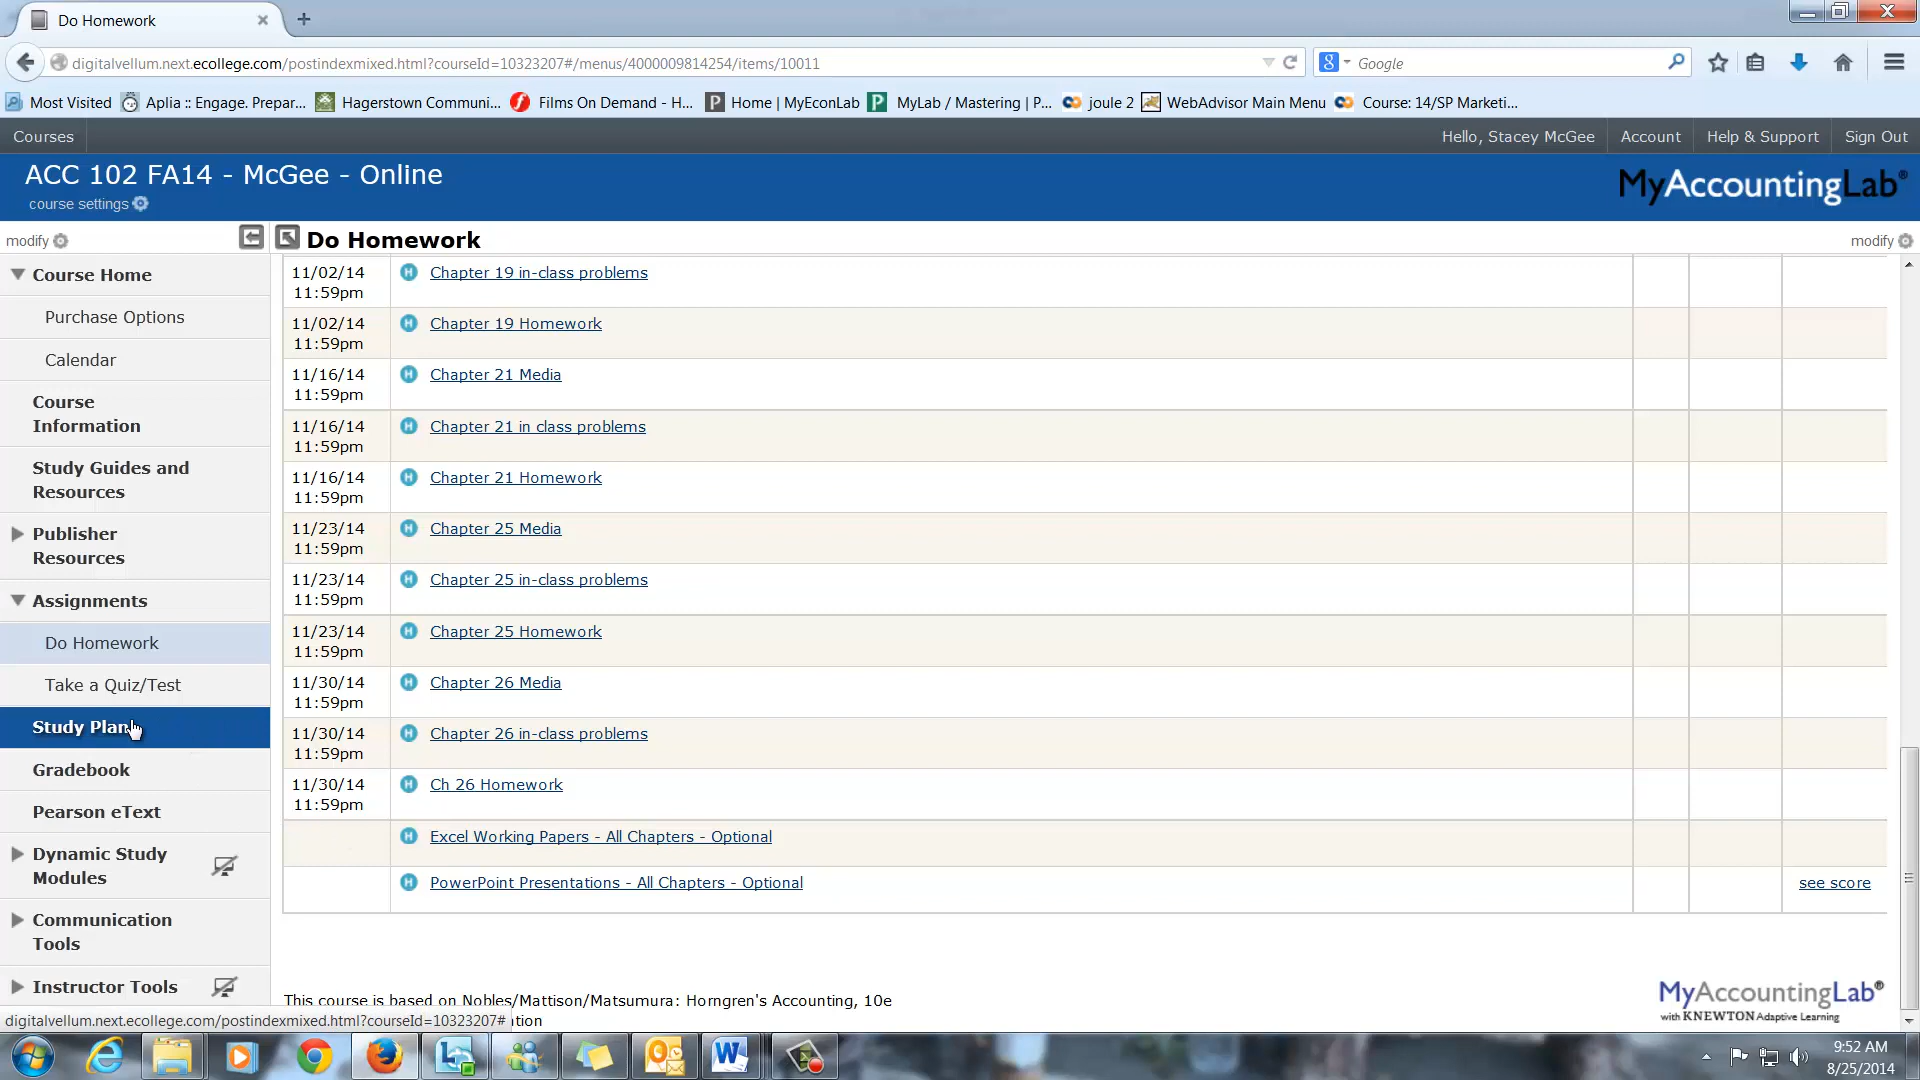 Do Homework
digitalvellum.next.ecollege.com/postindexmixed.html?courseId=10323207#/menus/4000009814254/items/10011
Google
Most Visited
Aplia :: Engage. Prepar...
Hagerstown Communi...
Films On Demand - H...
Home | MyEconLab
MyLab / Mastering | P...
joule 2
WebAdvisor Main Menu
Course: 14/SP Marketi...
Courses
Hello, Stacey McGee
Account
Help & Support
Sign Out
ACC 102 FA14 - McGee - Online
course settings
MyAccountingLab®
modify
Do Homework
modify
Course Home
Purchase Options
Calendar
Course
Information
Study Guides and
Resources
Publisher
Resources
Assignments
Do Homework
Take a Quiz/Test
Study Plan
Gradebook
Pearson eText
Dynamic Study
Modules
Communication
Tools
Instructor Tools
11/02/14 Chapter 19 in-class problems
11:59pm
11/02/14 Chapter 19 Homework
11:59pm
11/16/14 Chapter 21 Media
11:59pm
11/16/14 Chapter 21 in class problems
11:59pm
11/16/14 Chapter 21 Homework
11:59pm
11/23/14 Chapter 25 Media
11:59pm
11/23/14 Chapter 25 in-class problems
11:59pm
11/23/14 Chapter 25 Homework
11:59pm
11/30/14 Chapter 26 Media
11:59pm
11/30/14 Chapter 26 in-class problems
11:59pm
11/30/14 Ch 26 Homework
11:59pm
Excel Working Papers - All Chapters - Optional
PowerPoint Presentations - All Chapters - Optional see score
This course is based on Nobles/Mattison/Matsumura: Horngren's Accounting, 10e
MyAccountingLab®
with KNEWTON Adaptive Learning
digitalvellum.next.ecollege.com/postindexmixed.html?courseId=10323207#
9:52 AM
8/25/2014